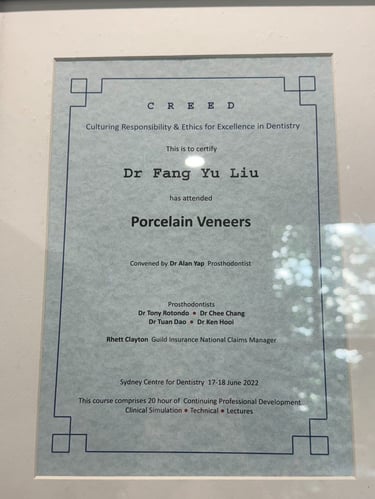 C R E E D
Culturing Responsibility & Ethics for Excellence in Dentistry
This is to certify
Dr Fang Yu Liu
has attended
Porcelain Veneers
Convened by Dr Alan Yap Prosthodontist
Prosthodontists
Dr Tony Rotondo • Dr Chee Chang
Dr Tuan Dao • Dr Ken Hooi
Rhett Clayton Guild Insurance National Claims Manager
Sydney Centre for Dentistry 17-18 June 2022
This course comprises 20 hour of Continuing Professional Development
Clinical Simulation • Technical • Lectures